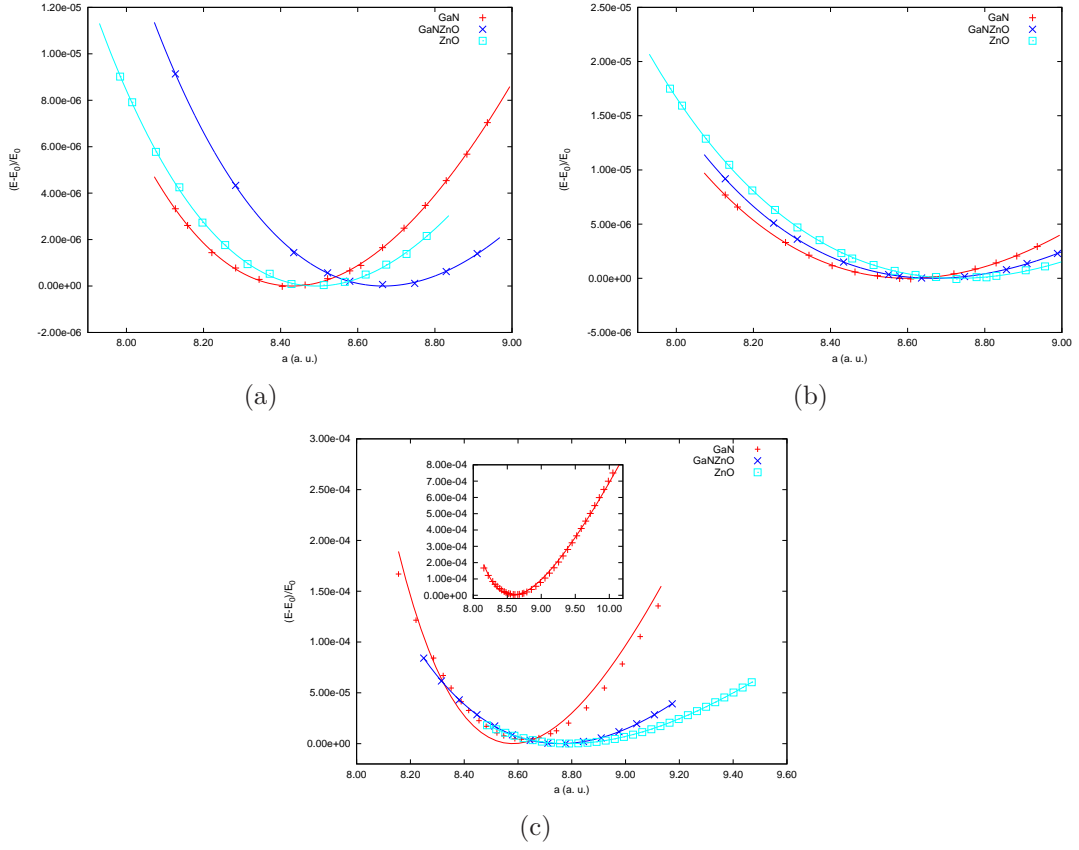 1.20e-05
1.00e-05
8.00e-06
6.00e-06
4.00e-06
2.00e-06
0.00e+00
-2.00e-06
(E-E0)/E0
GaN
GaNZnO
ZnO
8.00 8.20 8.40 8.60 8.80 9.00
a (a. u.)
(a)
2.50e-05
2.00e-05
1.50e-05
1.00e-05
5.00e-06
0.00e+00
-5.00e-06
(E-E0)/E0
GaN
GaNZnO
ZnO
8.00 8.20 8.40 8.60 8.80 9.00
a (a. u.)
(b)
3.00e-04
2.50e-04
2.00e-04
1.50e-04
1.00e-04
5.00e-05
0.00e+00
(E-E0)/E0
GaN
GaNZnO
ZnO
8.00e-04
7.00e-04
6.00e-04
5.00e-04
4.00e-04
3.00e-04
2.00e-04
1.00e-04
0.00e+00
8.00 8.50 9.00 9.50 10.00
8.00 8.20 8.40 8.60 8.80 9.00 9.20 9.40 9.60
a (a. u.)
(c)